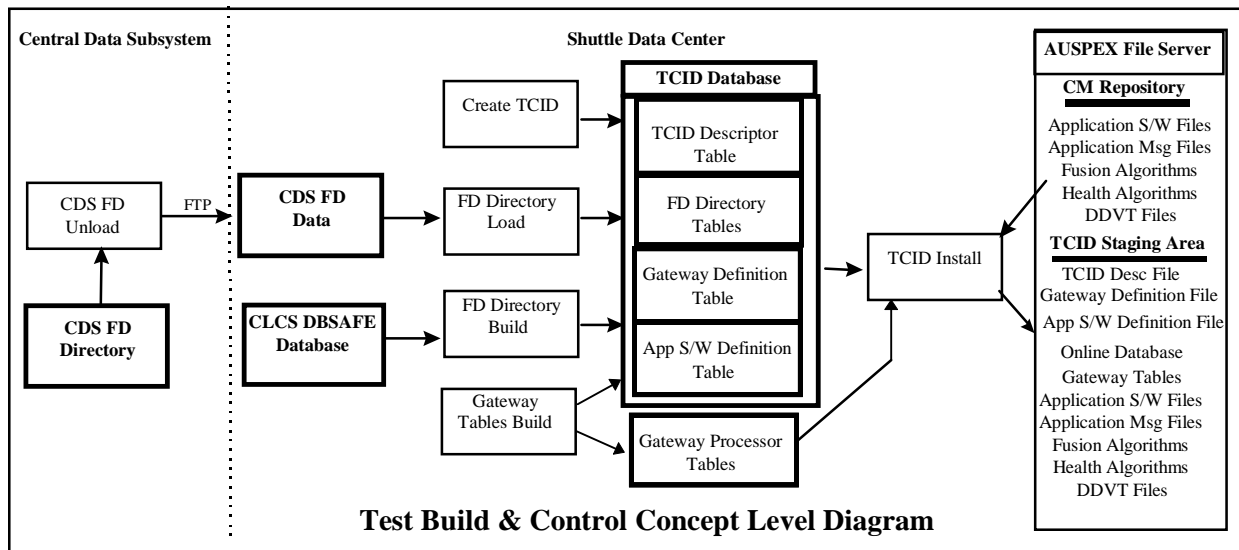 Central Data Subsystem
Shuttle Data Center
CDS FD
Unload
FTP
CDS FD
Directory
CDS FD
Data
CLCS DBSAFE
Database
Create TCID
FD Directory
Load
FD Directory
Build
Gateway
Tables Build
TCID Database
TCID Descriptor
Table
FD Directory
Tables
Gateway Definition
Table
App S/W Definition
Table
Gateway Processor
Tables
TCID Install
AUSPEX File Server
CM Repository
Application S/W Files
Application Msg Files
Fusion Algorithms
Health Algorithms
DDVT Files
TCID Staging Area
TCID Desc File
Gateway Definition File
App S/W Definition File
Online Database
Gateway Tables
Application S/W Files
Application Msg Files
Fusion Algorithms
Health Algorithms
DDVT Files
Test Build & Control Concept Level Diagram